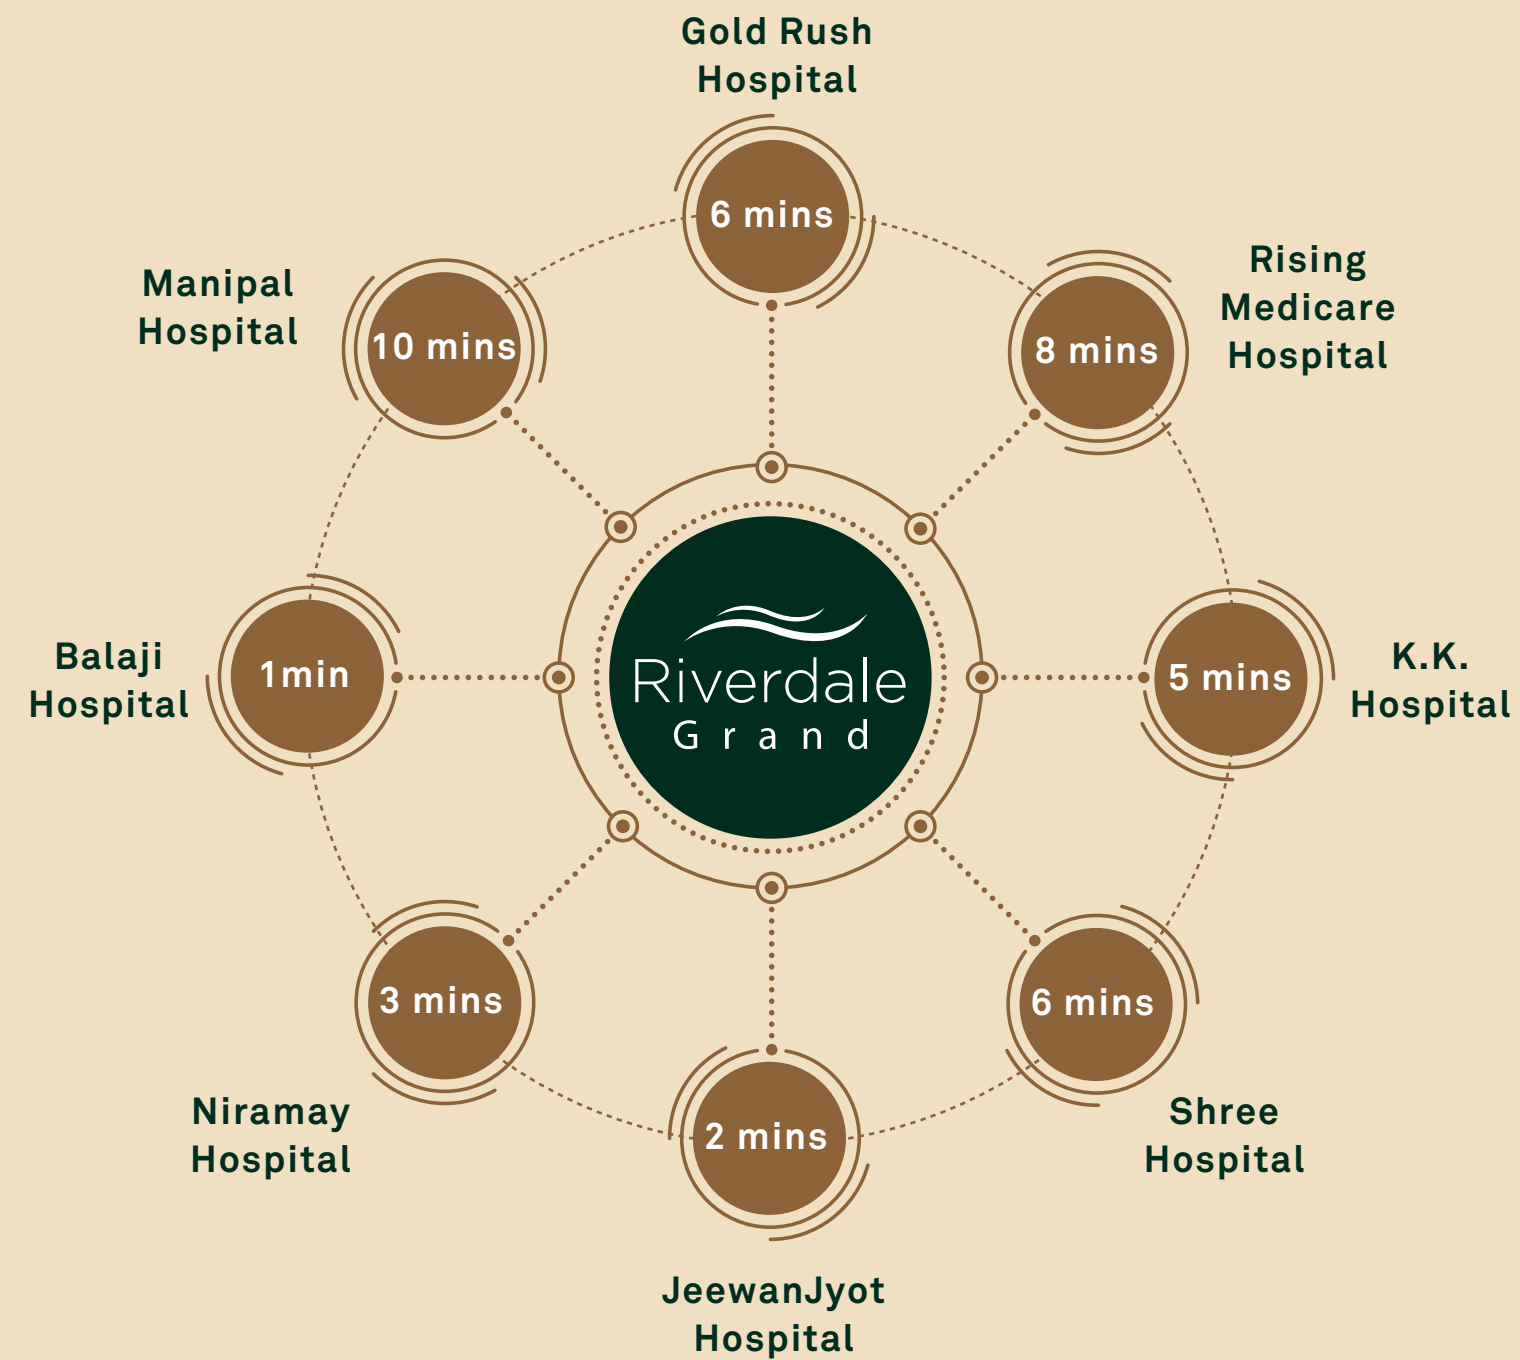 Gold Rush
Hospital
6 mins
Rising
Medicare
Hospital
8 mins
K.K.
Hospital
5 mins
Shree
Hospital
6 mins
JeewanJyot
Hospital
2 mins
Niramay
Hospital
3 mins
Balaji
Hospital
1min
Manipal
Hospital
10 mins
Riverdale
Grand